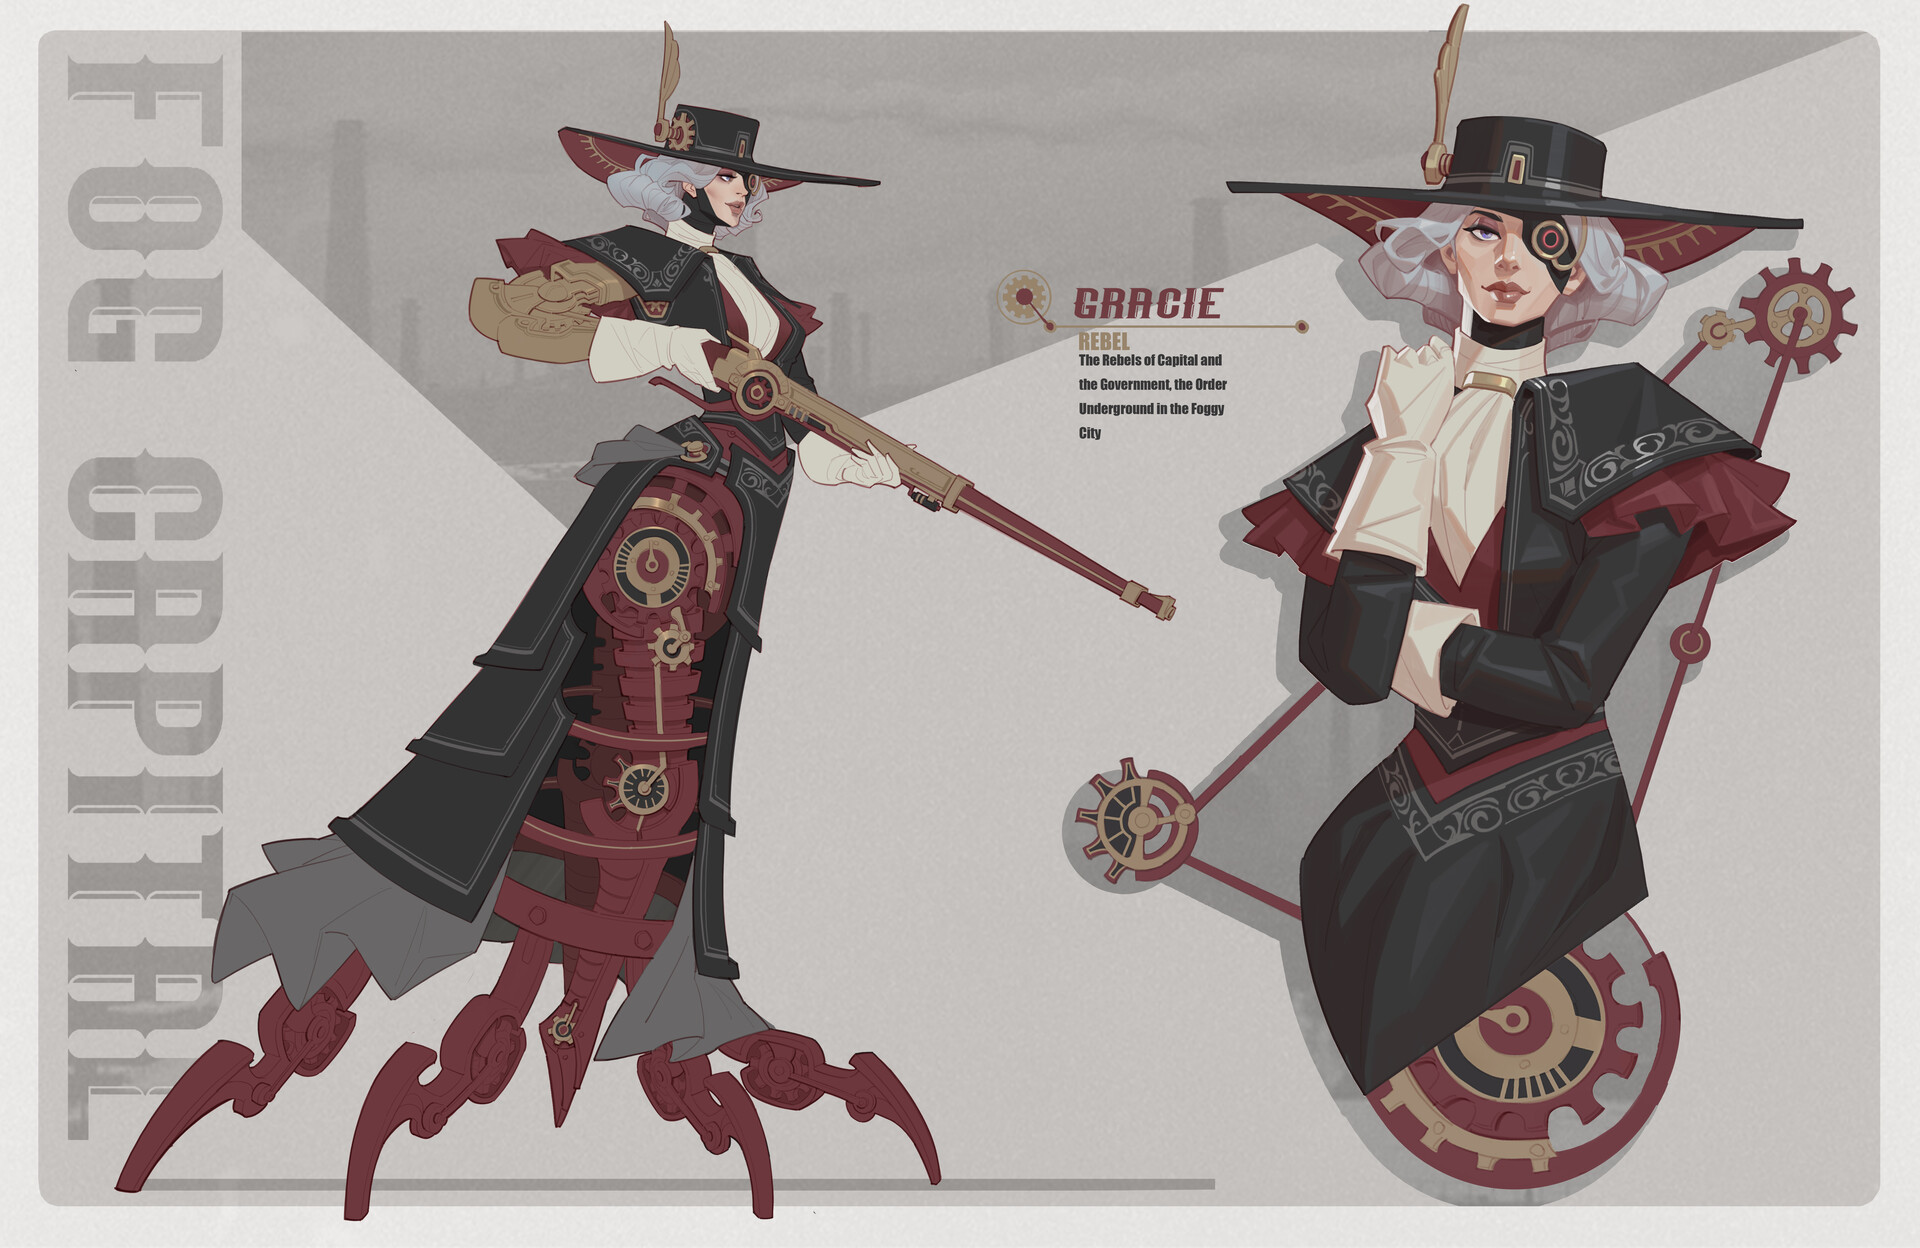 FOG CAPITAL
GRACIE
REBEL
The Rebels of Capital and
the Government, the Order
Underground in the Foggy
City